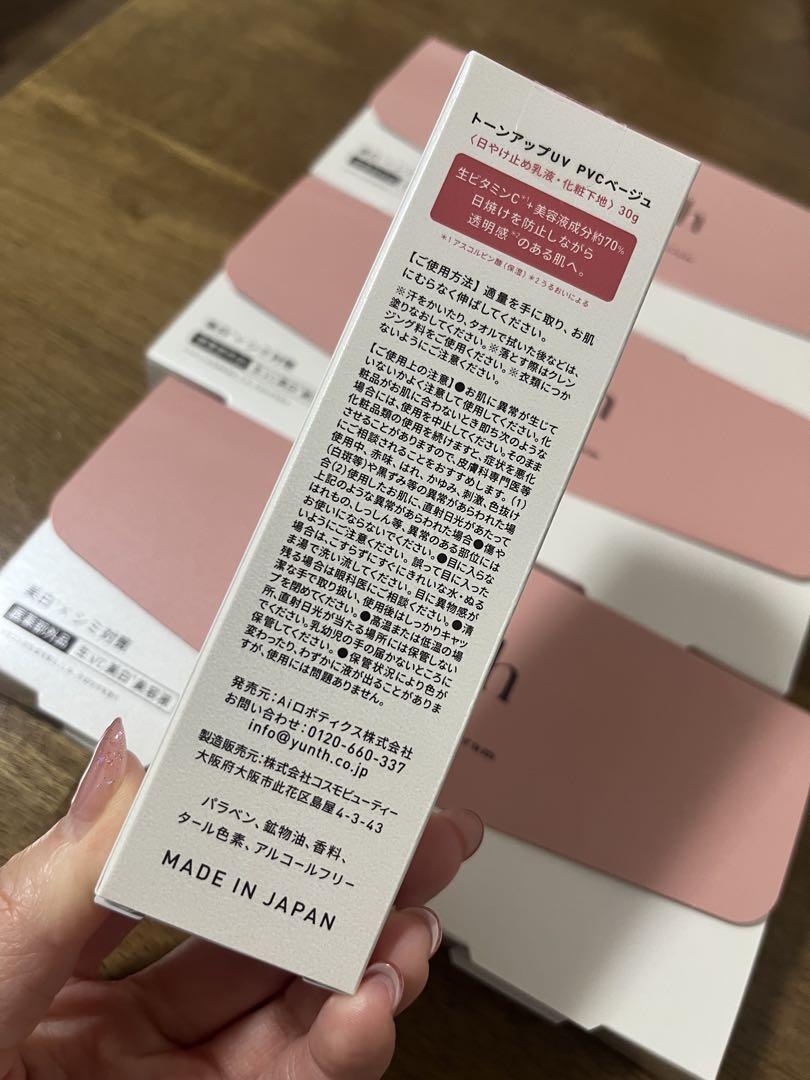 トーンアップUV PVCベージュ
〈日やけ止め乳液・化粧下地〉30g
生ビタミンC*1+美容液成分約70%
日焼けを防止しながら
透明感*2のある肌へ。
*1 アスコルビン酸(保湿) *2 うるおいによる
【ご使用方法】適量を手に取り、お肌
にむらなく伸ばしてください。
※汗をかいたり、タオルで拭いた後などは、
塗りなおしてください。※落とす際はクレン
ジング料をご使用ください。※衣類につか
ないようにご注意ください。
【ご使用上の注意】●お肌に異常が生じて
いないかよく注意して使用してください。化
粧品がお肌に合わないとき即ち次のような
場合には、使用を中止してください。そのまま
化粧品類の使用を続けますと、症状を悪化
させることがありますので、皮膚科専門医等
にご相談されることをおすすめします。(1)
使用中、赤味、はれ、かゆみ、刺激、色抜け
(白斑等)や黒ずみ等の異常があらわれた場
合(2)使用したお肌に、直射日光があたって
上記のような異常があらわれた場合●傷や
はれもの、しっしん等、異常のある部位には
お使いにならないでください。●目に入らな
いようにご注意ください。誤って目に入った
場合は、こすらずにすぐにきれいな水・ぬる
ま湯で洗い流してください。目に異物感が
残る場合は眼科医にご相談ください。●清
潔な手で取り扱い、使用後はしっかりキャッ
プを閉めてください。●高温または低温の場
所、直射日光が当たる場所には保管しない
でください。乳幼児の手の届かないところに
保管してください。●保管状況により色が
変わったり、わずかに液が出ることがありま
すが、使用には問題ありません。
発売元:Aiロボティクス株式会社
お問い合わせ:0120-660-337
info@yunth.co.jp
製造販売元:株式会社コスモビューティー
大阪府大阪市此花区島屋4-3-43
パラベン、鉱物油、香料、
タール色素、アルコールフリー
MADE IN JAPAN
美白*×シミ対策
医薬部外品 生VC美白*美容液